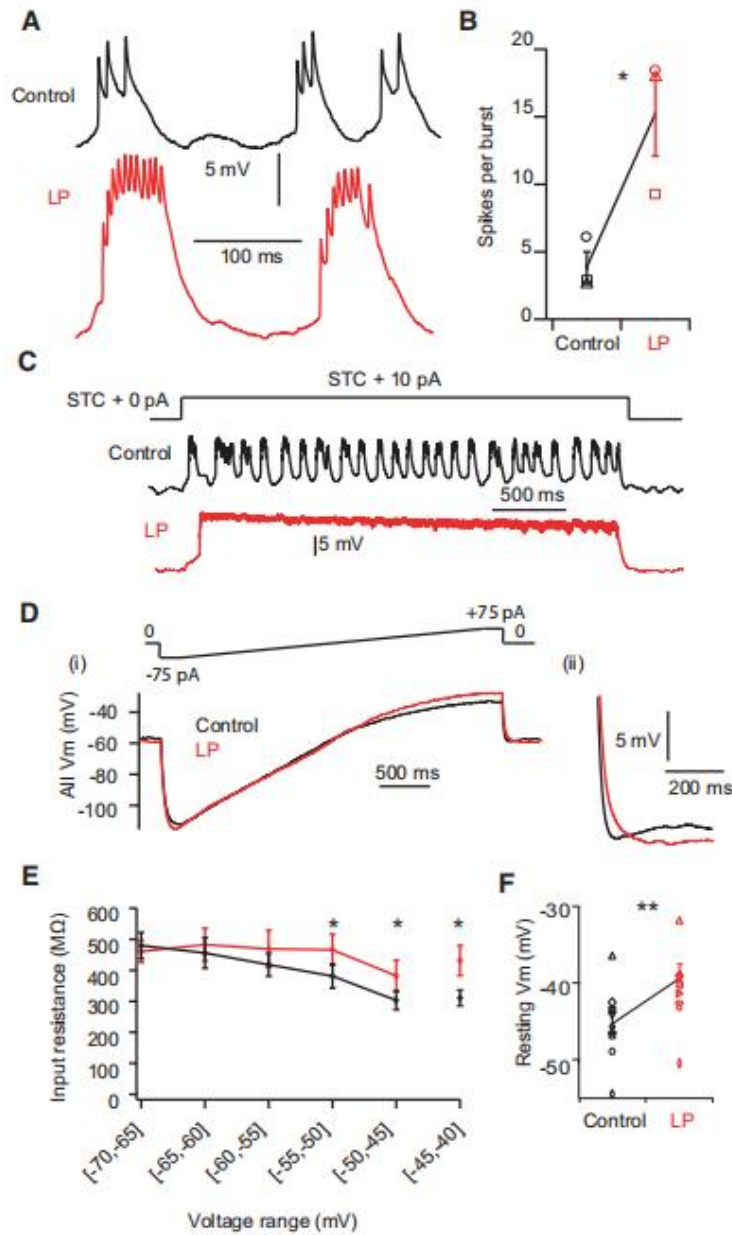 A
Control
LP
5 mV
100 ms
B
20
15
10
5
0
Spikes per burst
*
Control
LP
C
STC + 10 pA
STC + 0 pA
Control
500 ms
LP
5 mV
D
+75 pA
0
0
-75 pA
(i)
(ii)
-40
-60
-80
-100
All Vm (mV)
Control
LP
500 ms
5 mV
200 ms
E
600
500
400
300
200
100
0
Input resistance (MΩ)
* * *
[-70,-65]
[-65,-60]
[-60,-55]
[-55,-50]
[-50,-45]
[-45,-40]
Voltage range (mV)
F
-30
-40
-50
Resting Vm (mV)
**
Control
LP